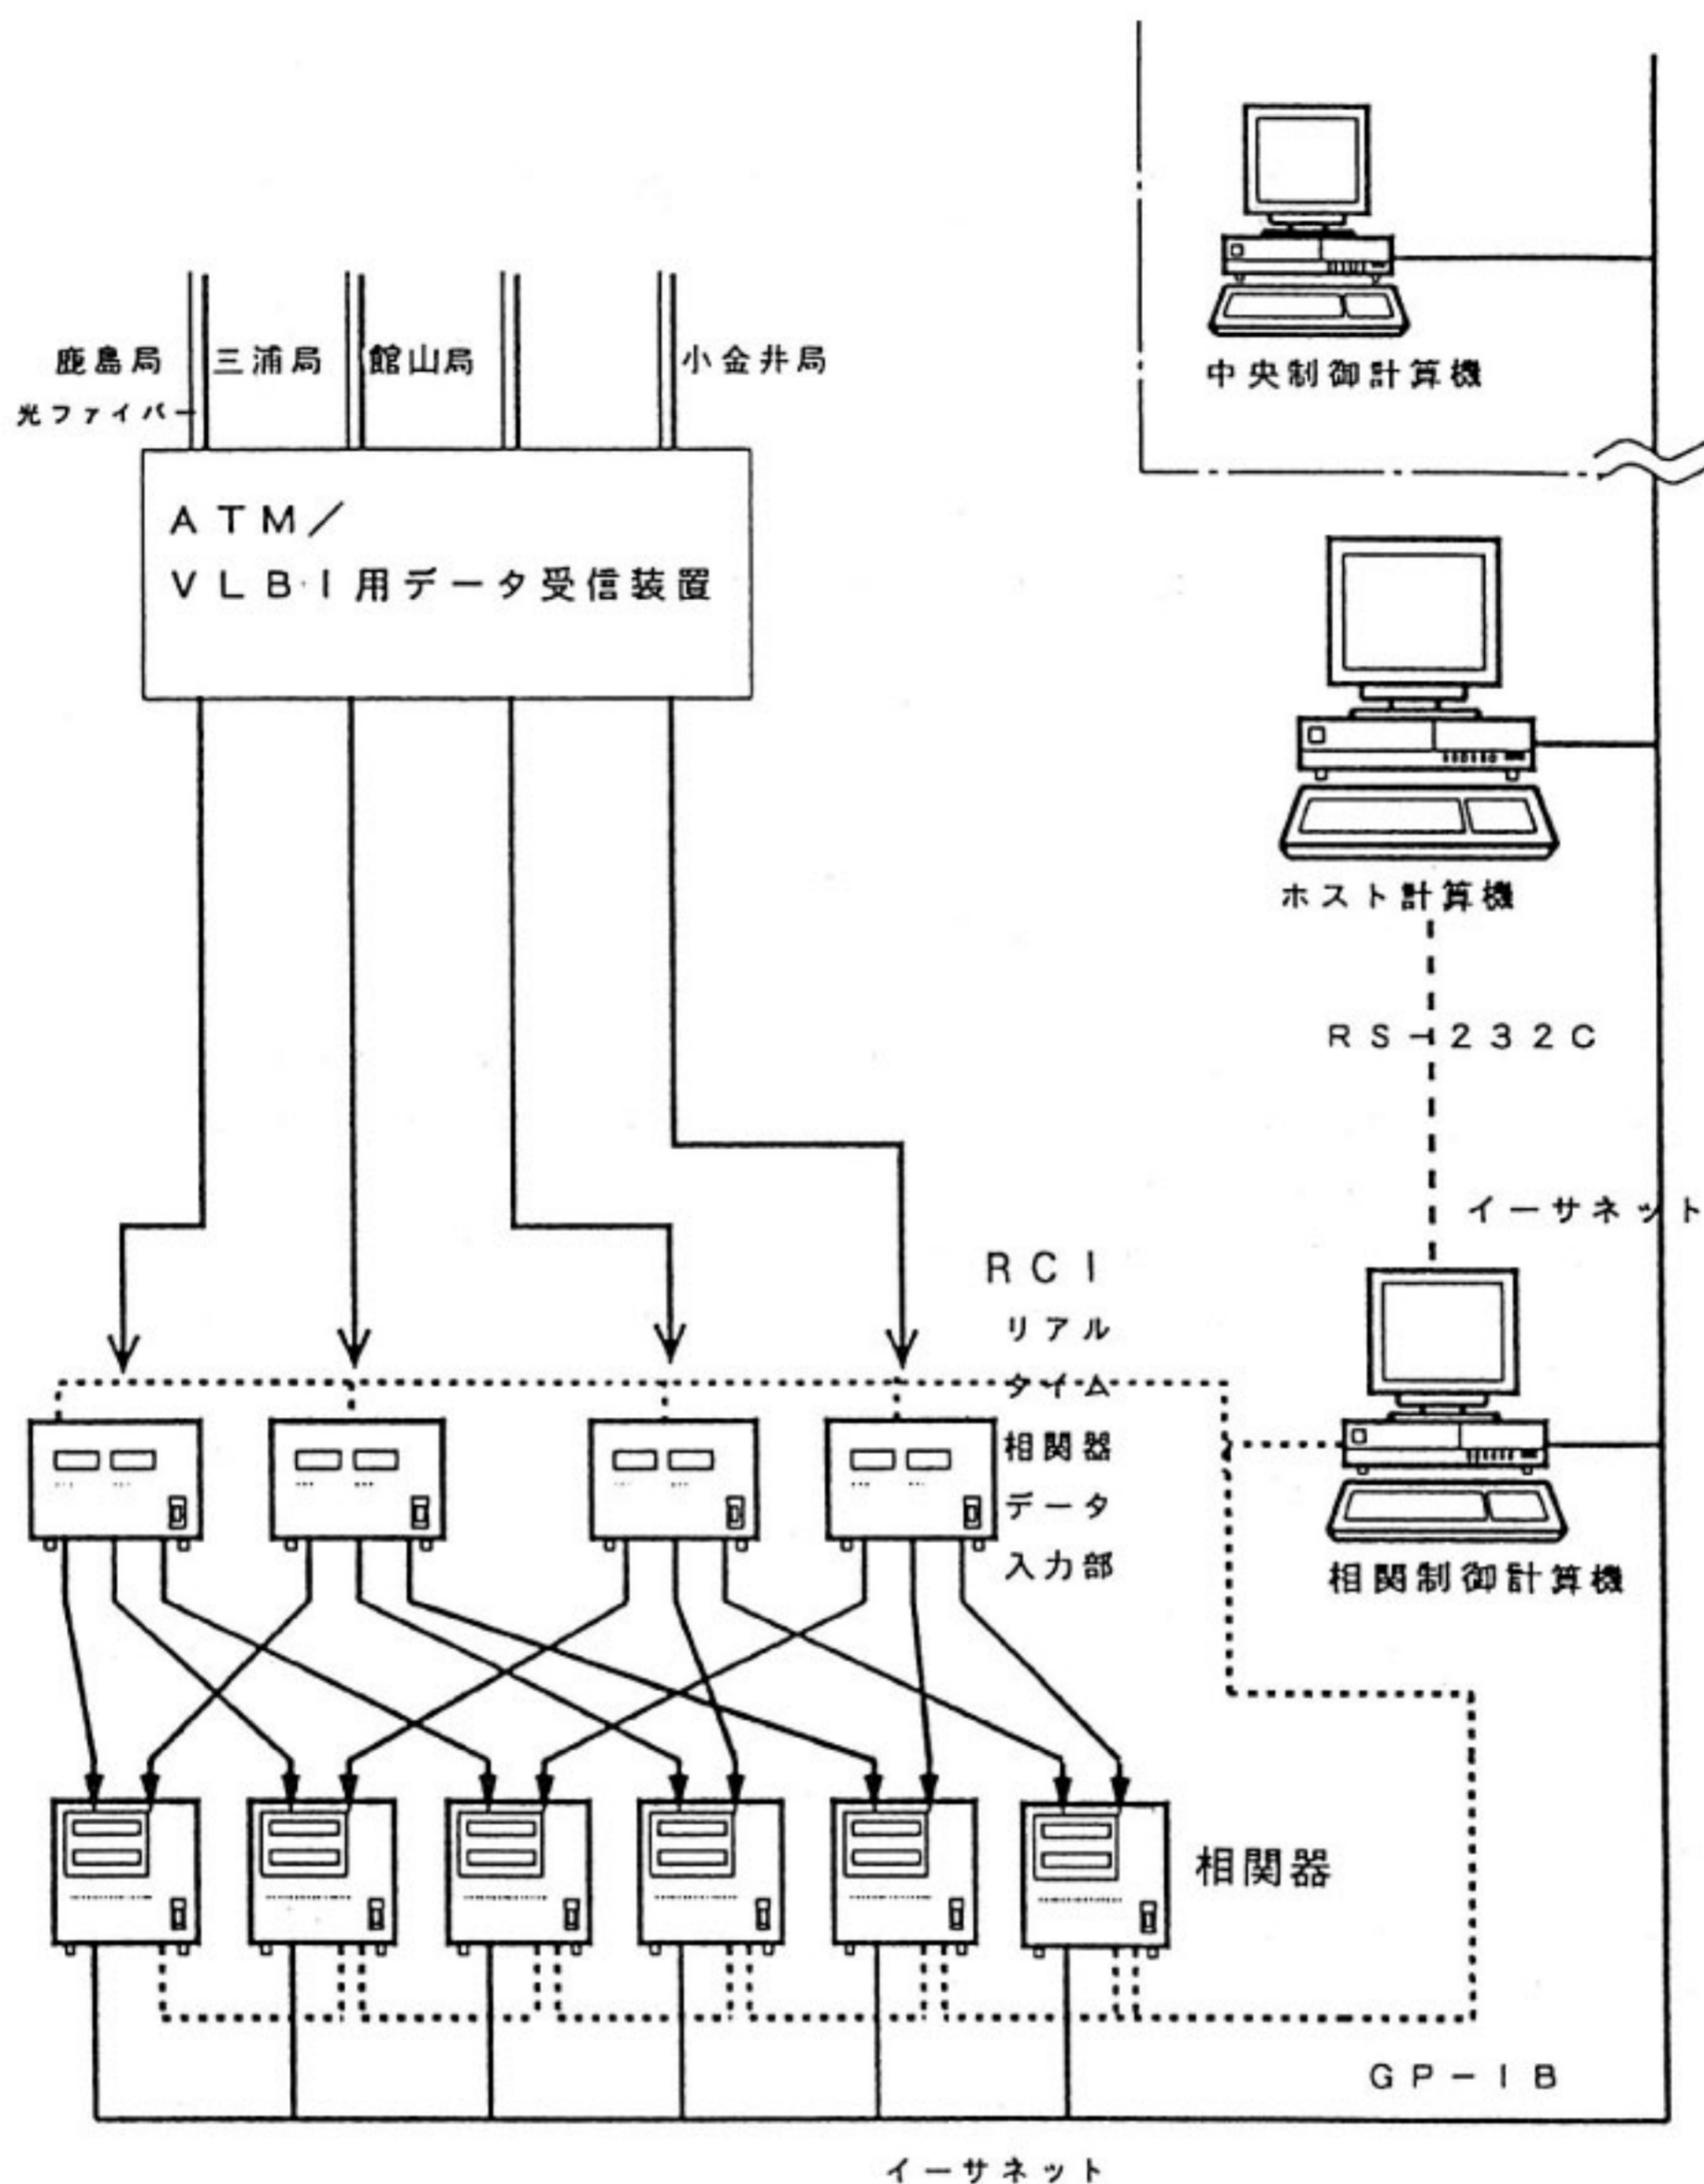 鹿島局 三浦局 館山局 小金井局
光ファイバー
中央制御計算機
ATM/
VLBI用データ受信装置
ホスト計算機
RS-232C
イーサネット
RCI
リアル
タイム
相関器
データ
入力部
相関制御計算機
相関器
GP-IB
イーサネット